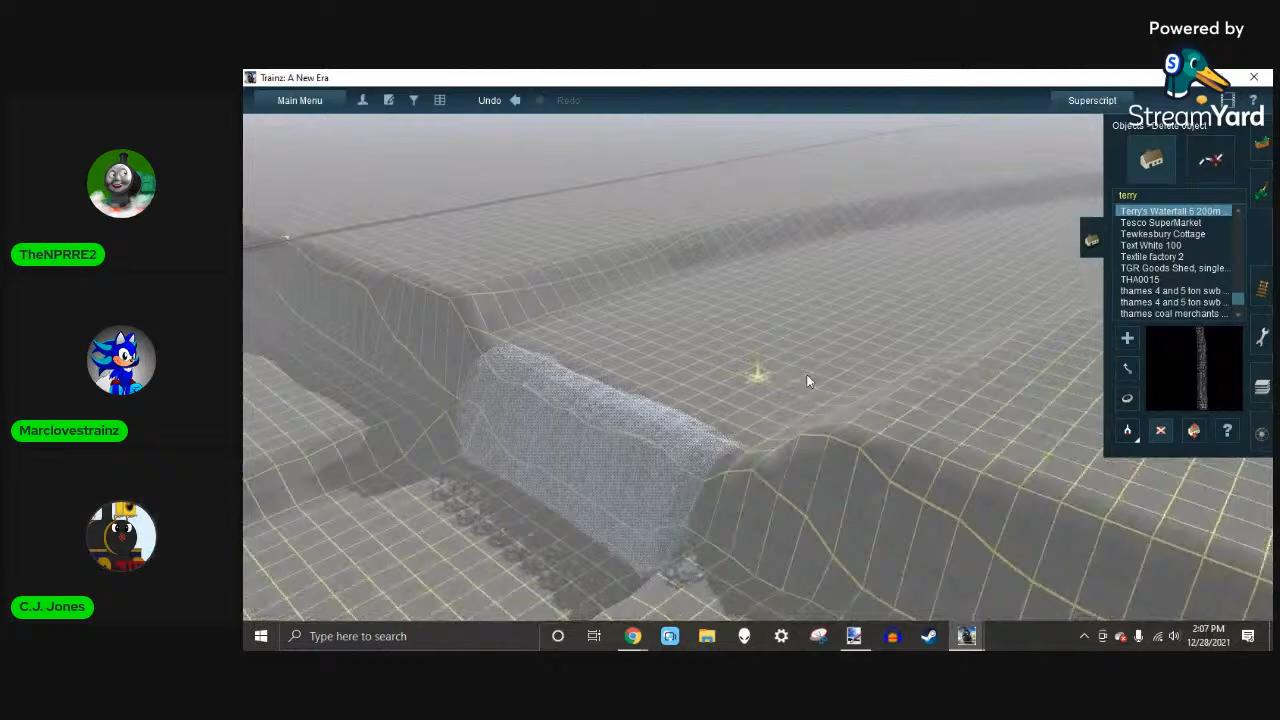 Powered by
StreamYard
Trainz: A New Era
Main Menu
Undo
Redo
Superscript
?
Objects - Delete object
terry
Terry's Waterfall 6 200m...
Tesco SuperMarket
Tewkesbury Cottage
Text White 100
Textile factory 2
TGR Goods Shed, single...
THA0015
thames 4 and 5 ton swb ...
thames 4 and 5 ton swb ...
thames coal merchants ...
?
TheNPRRE2
Marclovestrainz
C.J. Jones
Type here to search
2:07 PM
12/28/2021